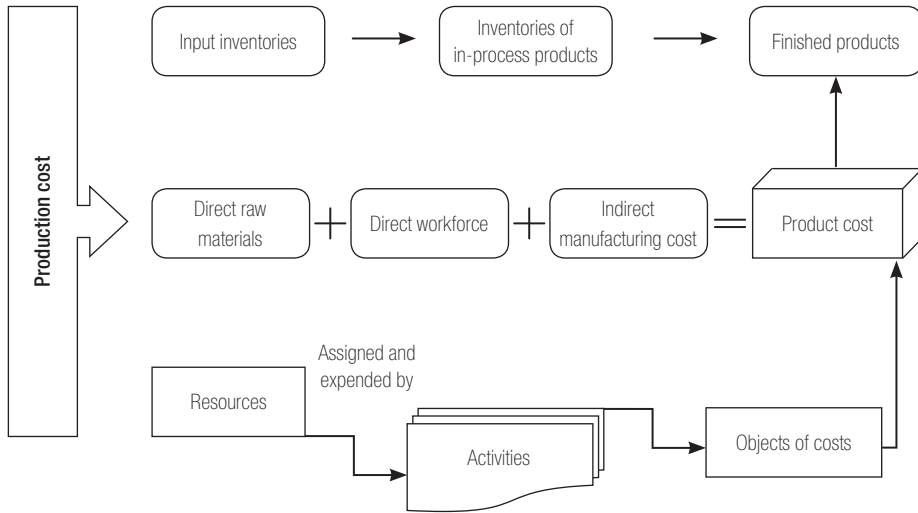 Production cost
Input inventories
Inventories of
in-process products
Finished products
Direct raw
materials
Direct workforce
Indirect
manufacturing cost
Product cost
Assigned and
expended by
Resources
Activities
Objects of costs